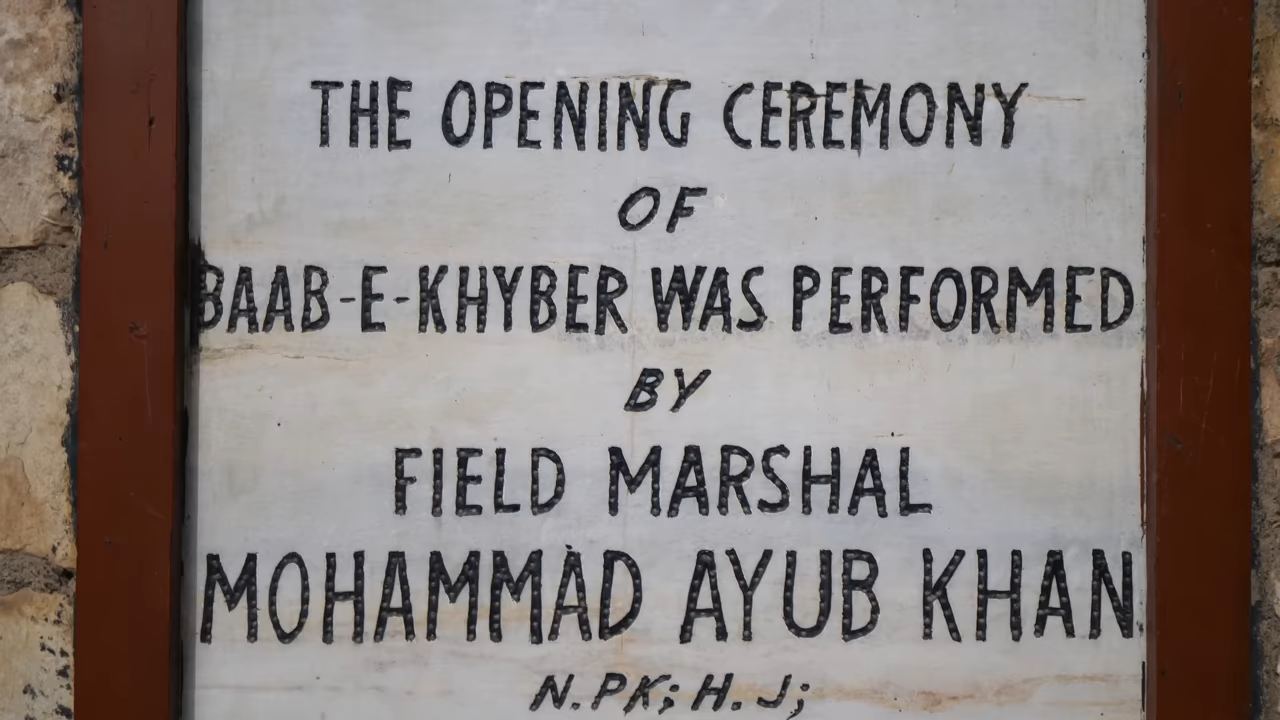 THE OPENING CEREMONY
OF
BAAB-E-KHYBER WAS PERFORMED
BY
FIELD MARSHAL
MOHAMMAD AYUB KHAN
N.PK; H.J;